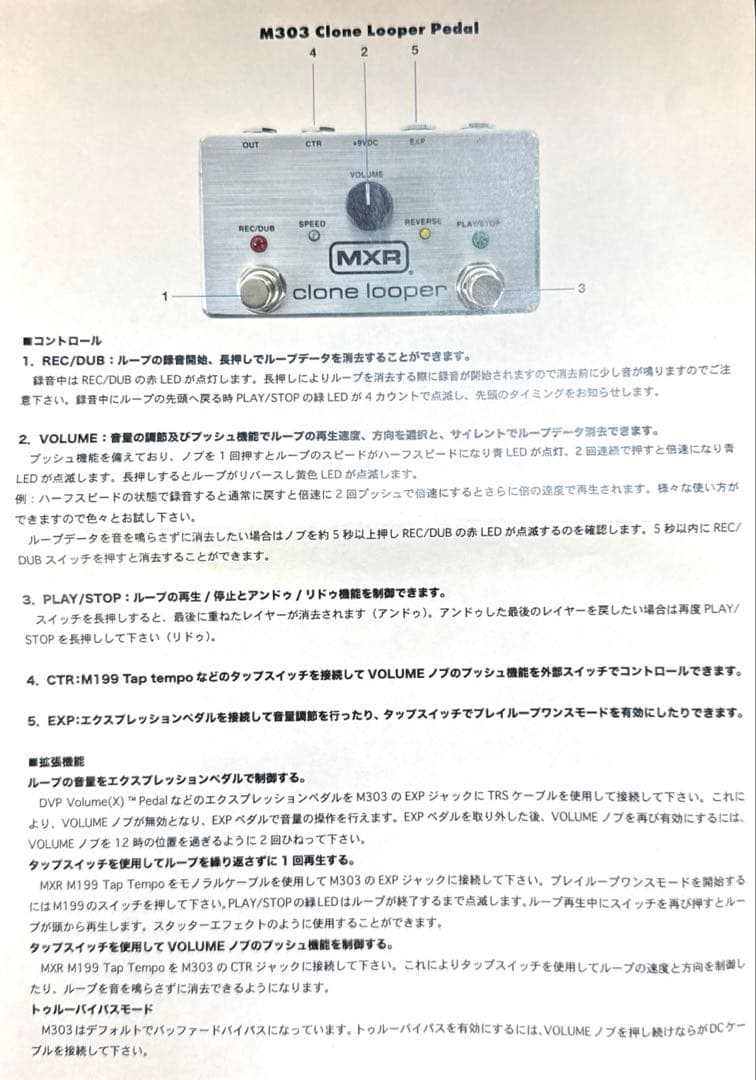 M303 Clone Looper Pedal
4 2 5
OUT CTR +9VDC EXP
VOLUME
REC/DUB SPEED REVERSE PLAY/STOP
MXR
clone looper
1 3
■コントロール
1. REC/DUB：ループの録音開始、長押しでループデータを消去することができます。
録音中は REC/DUB の赤 LED が点灯します。長押しによりループを消去する際に録音が開始されますので消去前に少し音が鳴りますのでご注
意下さい。録音中にループの先頭へ戻る時 PLAY/STOP の緑 LED が 4 カウントで点滅し、先頭のタイミングをお知らせします。
2. VOLUME：音量の調節及びプッシュ機能でループの再生速度、方向を選択と、サイレントでループデータ消去できます。
プッシュ機能を備えており、ノブを 1 回押すとループのスピードがハーフスピードになり青 LED が点灯、2 回連続で押すと倍速になり青
LED が点滅します。長押しするとループがリバースし黄色 LED が点滅します。
例：ハーフスピードの状態で録音すると通常に戻すと倍速に 2 回プッシュで倍速にするとさらに倍の速度で再生されます。様々な使い方が
できますので色々とお試し下さい。
ループデータを音を鳴らさずに消去したい場合はノブを約 5 秒以上押し REC/DUB の赤 LED が点滅するのを確認します。5 秒以内に REC/
DUB スイッチを押すと消去することができます。
3. PLAY/STOP：ループの再生 / 停止とアンドゥ / リドゥ機能を制御できます。
スイッチを長押しすると、最後に重ねたレイヤーが消去されます（アンドゥ）。アンドゥした最後のレイヤーを戻したい場合は再度 PLAY/
STOP を長押しして下さい（リドゥ）。
4. CTR：M199 Tap tempo などのタップスイッチを接続して VOLUME ノブのプッシュ機能を外部スイッチでコントロールできます。
5. EXP：エクスプレッションペダルを接続して音量調節を行ったり、タップスイッチでプレイループワンスモードを有効にしたりできます。
■拡張機能
ループの音量をエクスプレッションペダルで制御する。
DVP Volume(X) ™ Pedal などのエクスプレッションペダルを M303 の EXP ジャックに TRS ケーブルを使用して接続して下さい。これに
より、VOLUME ノブが無効となり、EXP ペダルで音量の操作を行えます。EXP ペダルを取り外した後、VOLUME ノブを再び有効にするには、
VOLUME ノブを 12 時の位置を過ぎるように 2 回ひねって下さい。
タップスイッチを使用してループを繰り返さずに 1 回再生する。
MXR M199 Tap Tempo をモノラルケーブルを使用して M303 の EXP ジャックに接続して下さい。プレイループワンスモードを開始する
には M199 のスイッチを押して下さい。PLAY/STOP の緑 LED はループが終了するまで点滅します。ループ再生中にスイッチを再び押すとルー
プが頭から再生します。スタッターエフェクトのように使用することができます。
タップスイッチを使用して VOLUME ノブのプッシュ機能を制御する。
MXR M199 Tap Tempo を M303 の CTR ジャックに接続して下さい。これによりタップスイッチを使用してループの速度と方向を制御し
たり、ループを音を鳴らさずに消去できるようになります。
トゥルーバイパスモード
M303 はデフォルトでバッファードバイパスになっています。トゥルーバイパスを有効にするには、VOLUME ノブを押し続けながら DC ケー
ブルを接続して下さい。